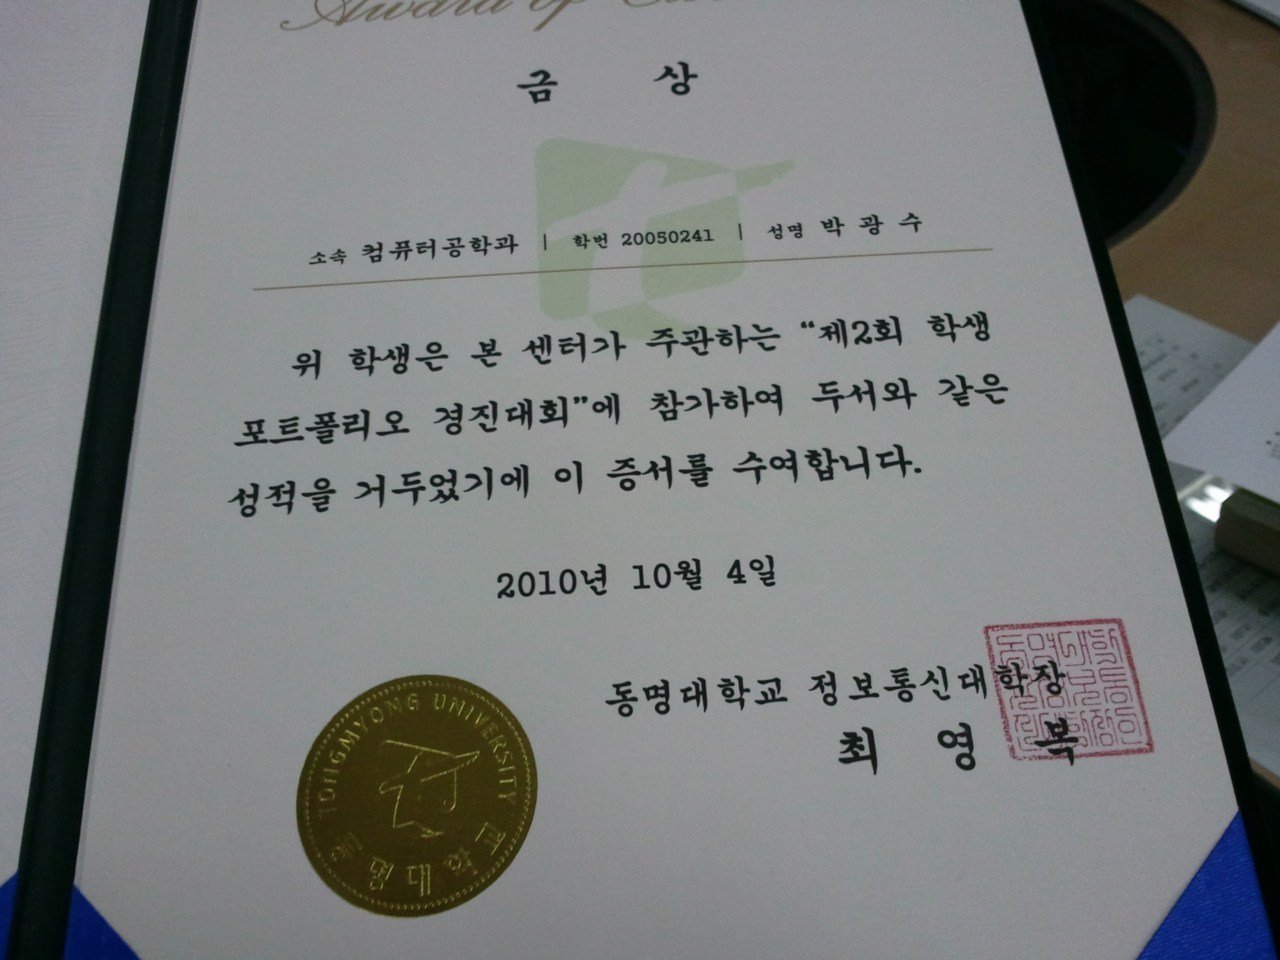 Award of
금 상
소속 컴퓨터공학과 | 학번 20050241 | 성명 박광수
위 학생은 본 센터가 주관하는 “제2회 학생
포트폴리오 경진대회”에 참가하여 두서와 같은
성적을 거두었기에 이 증서를 수여합니다.
2010년 10월 4일
동명대학교 정보통신대학장
최 영 복
TONGMYONG UNIVERSITY
동명대학교